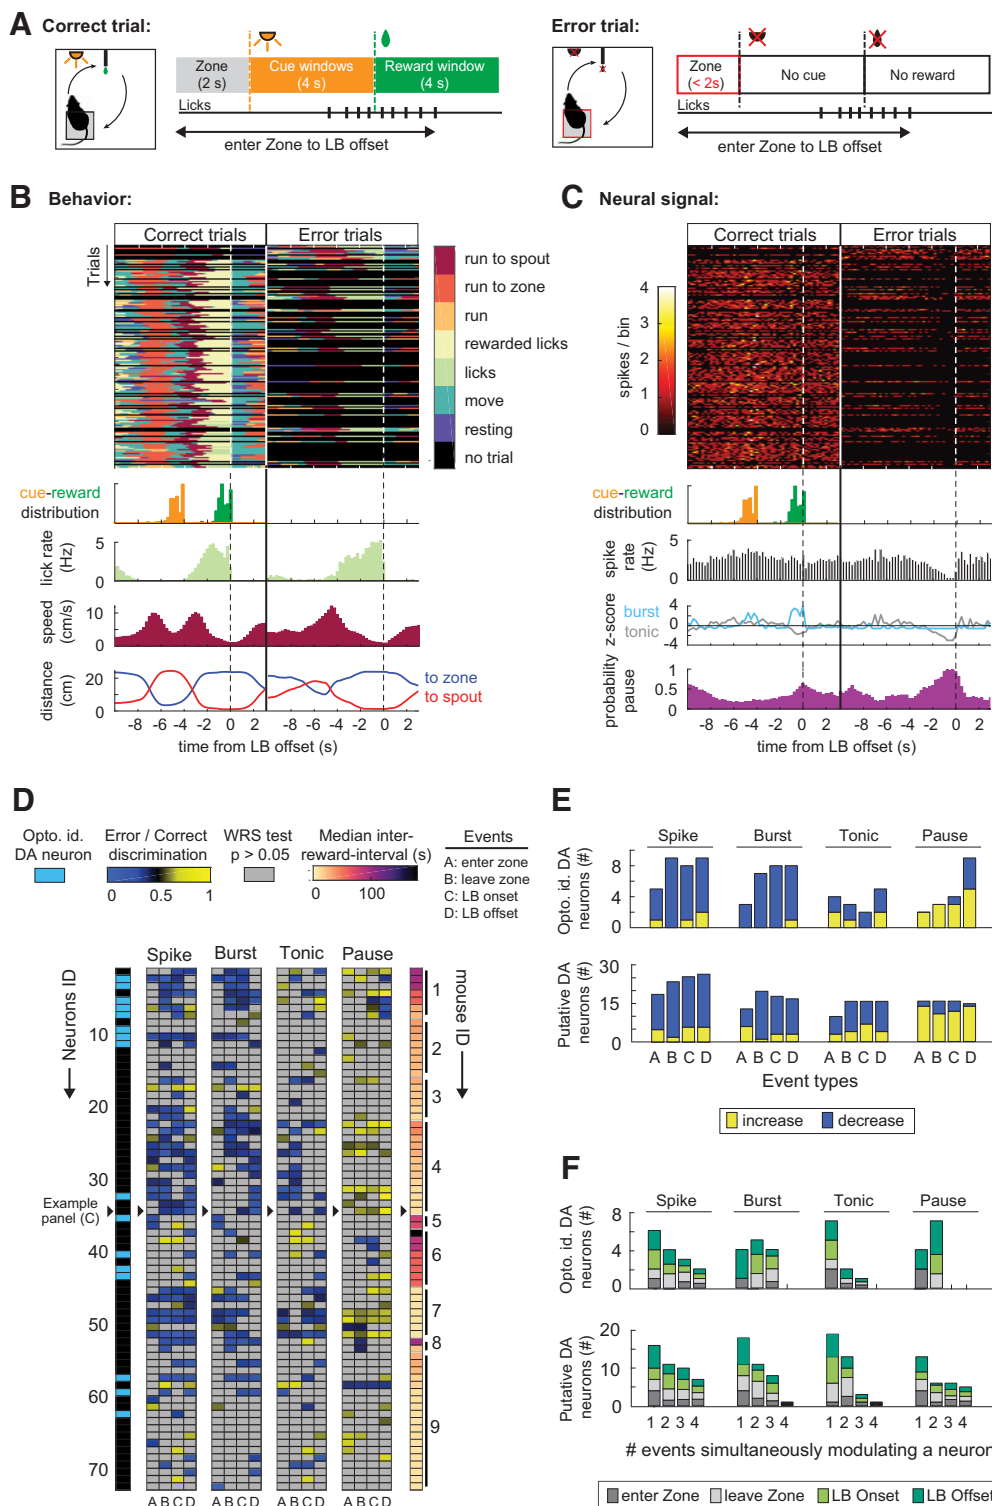 A Correct trial:
Error trial:
Zone (2 s)
Cue windows (4 s)
Reward window (4 s)
Licks
enter Zone to LB offset
Zone (< 2s)
No cue
No reward
Licks
enter Zone to LB offset
B Behavior:
Correct trials
Error trials
Trials
run to spout
run to zone
run
rewarded licks
licks
move
resting
no trial
cue-reward
distribution
lick rate (Hz)
5
0
speed (cm/s)
10
0
distance (cm)
20
0
to zone
to spout
-8 -6 -4 -2 0 2 -8 -6 -4 -2 0 2
time from LB offset (s)
C Neural signal:
Correct trials
Error trials
spikes / bin
4
3
2
1
0
cue-reward
distribution
spike rate (Hz)
5
0
z-score
burst
tonic
4
0
-4
probability pause
1
0.5
0
-8 -6 -4 -2 0 2 -8 -6 -4 -2 0 2
time from LB offset (s)
D
Opto. id. DA neuron
Error / Correct discrimination
0 0.5 1
WRS test p > 0.05
Median inter-reward-interval (s)
0 100
Events
A: enter zone
B: leave zone
C: LB onset
D: LB offset
Spike
Burst
Tonic
Pause
Neurons ID
10
20
30
40
50
60
70
Example panel (C)
mouse ID
1
2
3
4
5
6
7
8
9
A B C D A B C D A B C D A B C D
E
Spike
Burst
Tonic
Pause
Opto. id. DA neurons (#)
8
4
0
Putative DA neurons (#)
30
15
0
A B C D A B C D A B C D A B C D
Event types
increase
decrease
F
Spike
Burst
Tonic
Pause
Opto. id. DA neurons (#)
8
4
0
Putative DA neurons (#)
20
10
0
1 2 3 4 1 2 3 4 1 2 3 4 1 2 3 4
# events simultaneously modulating a neuron
enter Zone
leave Zone
LB Onset
LB Offset